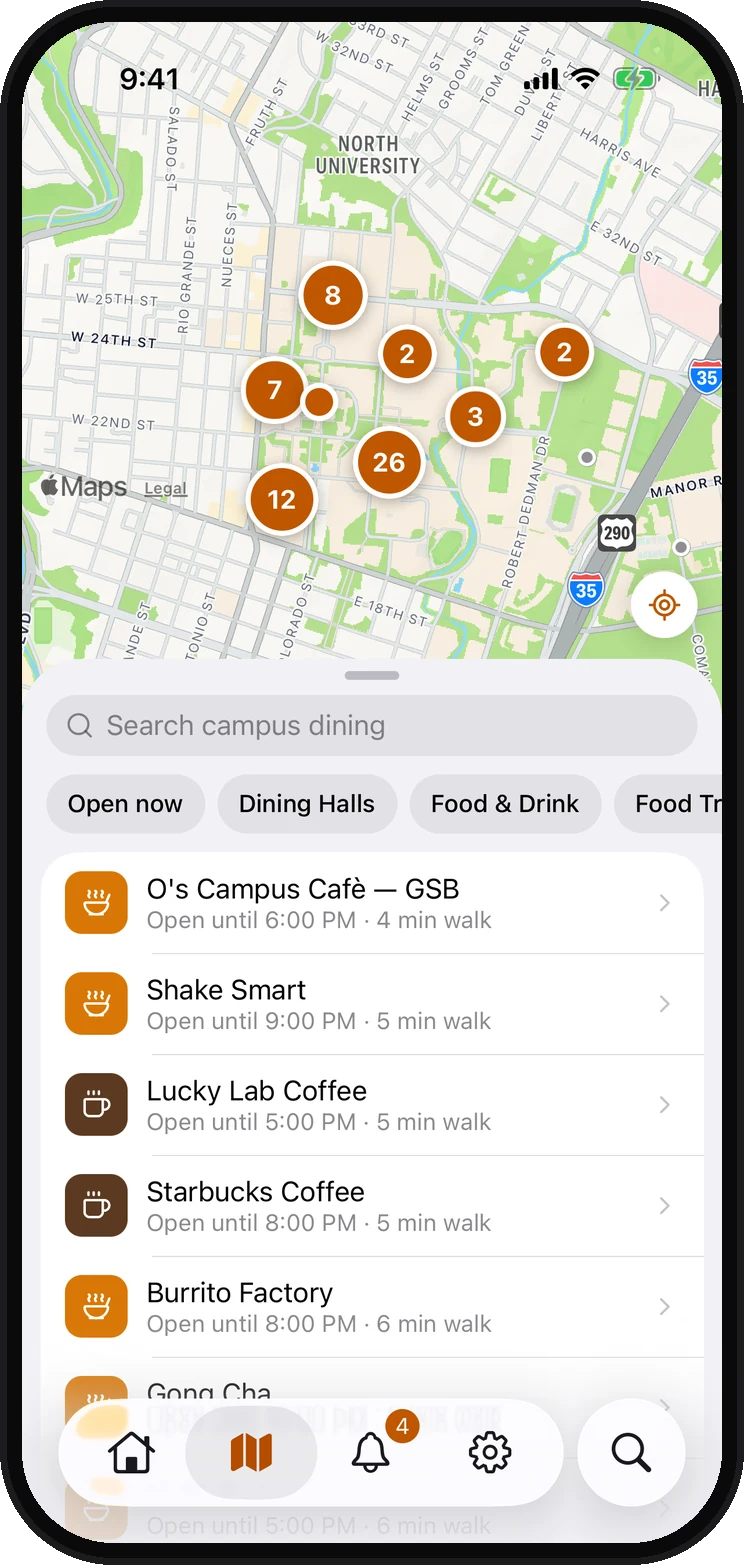 9:41
33RD ST
W 32ND ST
HELMS ST
GROOMS ST
TOM GREEN
LIBERTY
HARRIS AVE
FRUTH ST
SALADO ST
NORTH
UNIVERSITY
E 32ND ST
NUECES ST
RIO GRANDE ST
W 25TH ST
8
W 24TH ST
2
2
35
7
3
W 22ND ST
26
Maps
Legal
12
ROBERT DEDMAN DR
MANOR R
290
35
E 18TH ST
Search campus dining
Open now
Dining Halls
Food & Drink
Food Tr
O's Campus Cafè — GSB
Open until 6:00 PM · 4 min walk
Shake Smart
Open until 9:00 PM · 5 min walk
Lucky Lab Coffee
Open until 5:00 PM · 5 min walk
Starbucks Coffee
Open until 8:00 PM · 5 min walk
Burrito Factory
Open until 8:00 PM · 6 min walk
Gong Cha
4
Open until 5:00 PM · 6 min walk